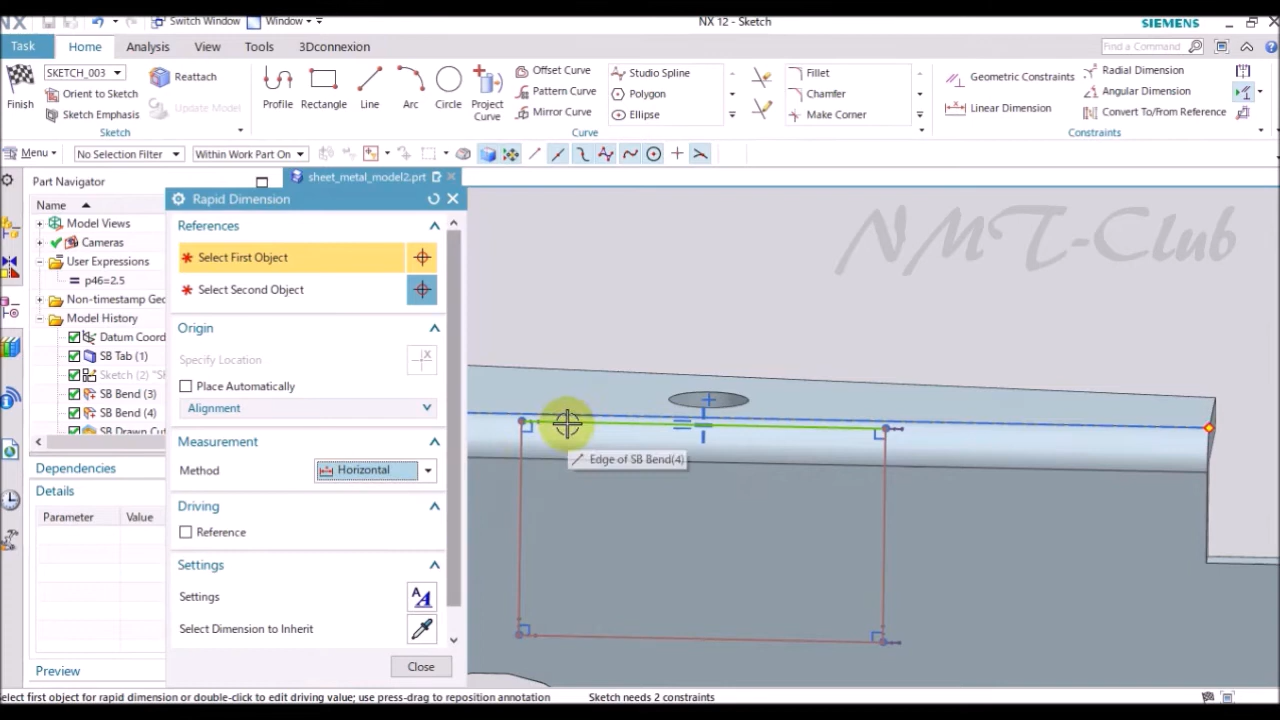 NX
Switch Window
Window
NX 12 - Sketch
SIEMENS
Task
Home
Analysis
View
Tools
3Dconnexion
Find a Command
Finish
SKETCH_003
Reattach
Orient to Sketch
Update Model
Sketch Emphasis
Sketch
Profile
Rectangle
Line
Arc
Circle
Project Curve
Offset Curve
Pattern Curve
Mirror Curve
Studio Spline
Polygon
Ellipse
Curve
Fillet
Chamfer
Make Corner
Geometric Constraints
Linear Dimension
Radial Dimension
Angular Dimension
Convert To/From Reference
Constraints
Menu
No Selection Filter
Within Work Part On
Part Navigator
sheet_metal_model2.prt
Name
Model Views
Cameras
User Expressions
p46=2.5
Non-timestamp Geo
Model History
Datum Coord
SB Tab (1)
Sketch (2) "SK
SB Bend (3)
SB Bend (4)
SB Drawn Cut
Dependencies
Details
Parameter
Value
Preview
Rapid Dimension
References
Select First Object
Select Second Object
Origin
Specify Location
Place Automatically
Alignment
Measurement
Method
Horizontal
Driving
Reference
Settings
Settings
Select Dimension to Inherit
Close
Edge of SB Bend(4)
NMT-Club
elect first object for rapid dimension or double-click to edit driving value; use press-drag to reposition annotation
Sketch needs 2 constraints